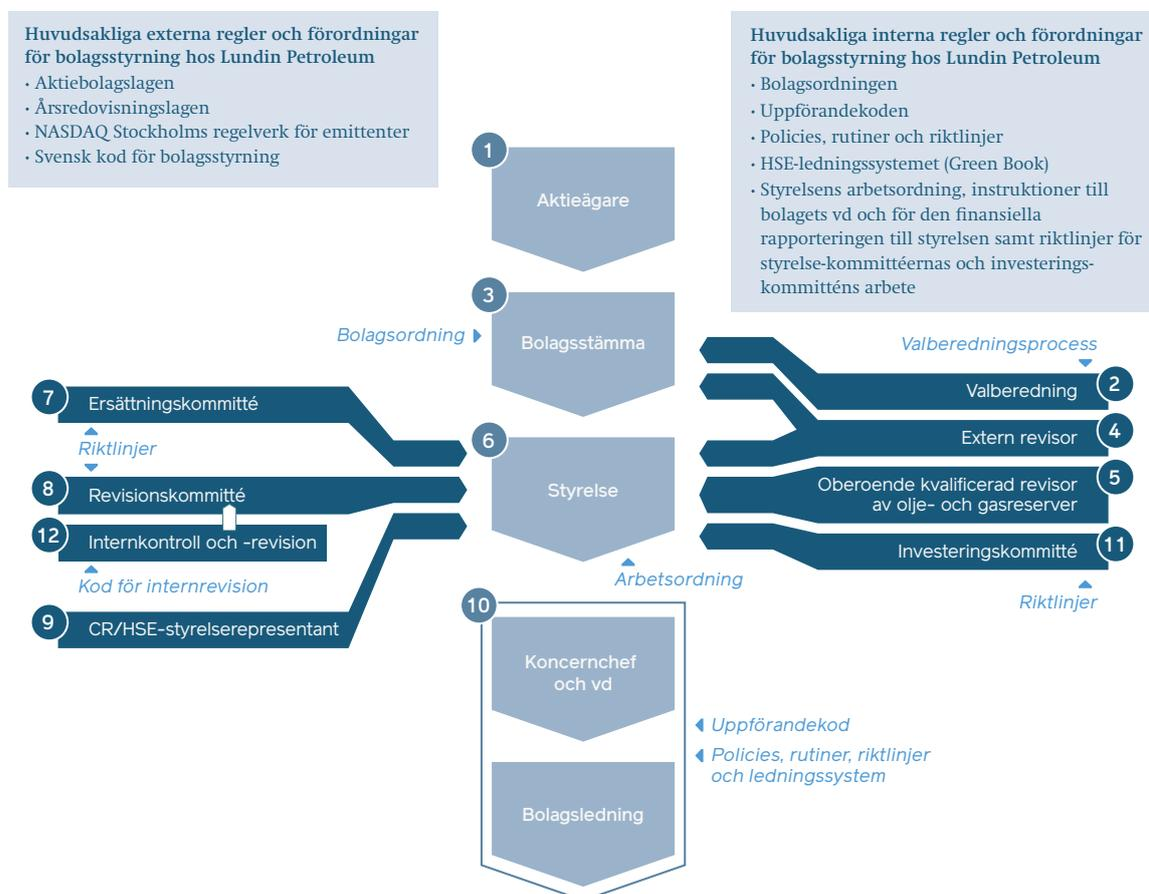 Huvudsakliga externa regler och förordningar
för bolagsstyrning hos Lundin Petroleum
• Aktiebolagslagen
• Årsredovisningslagen
• NASDAQ Stockholms regelverk för emittenter
• Svensk kod för bolagsstyrning
Huvudsakliga interna regler och förordningar
för bolagsstyrning hos Lundin Petroleum
• Bolagsordningen
• Uppförandekoden
• Policies, rutiner och riktlinjer
• HSE-ledningssystemet (Green Book)
• Styrelsens arbetsordning, instruktioner till
bolagets vd och för den finansiella
rapporteringen till styrelsen samt riktlinjer för
styrelse-kommittéernas och investerings-
kommitténs arbete
1
Aktieägare
3
Bolagsordning
Bolagsstämma
Valberedningsprocess
2
Valberedning
4
Extern revisor
5
Oberoende kvalificerad revisor
av olje- och gasreserver
11
Investeringskommitté
Riktlinjer
7
Ersättningskommitté
Riktlinjer
8
Revisionskommitté
12
Internkontroll och -revision
Kod för internrevision
9
CR/HSE-styrelserepresentant
6
Styrelse
Arbetsordning
10
Koncernchef
och vd
Uppförandekod
Policies, rutiner, riktlinjer
och ledningssystem
Bolagsledning